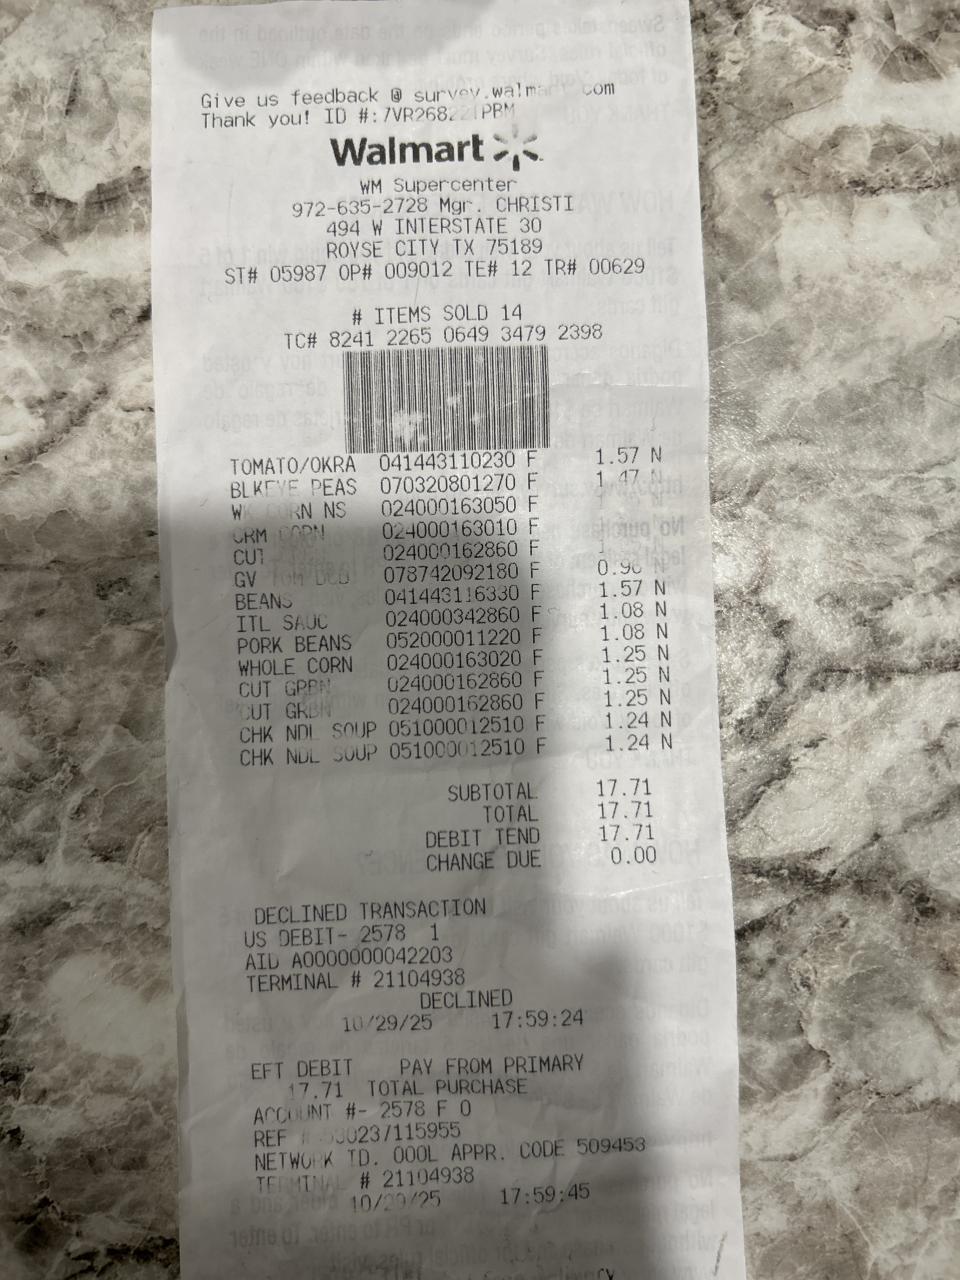 Give us feedback @ survey.walmart.com
Thank you! ID #:
Walmart
WM Supercenter
972-635-2728 Mgr. CHRISTI
494 W INTERSTATE 30
ROYSE CITY TX 75189
ST# 05987 OP# 009012 TE# 12 TR# 00629
# ITEMS SOLD 14
TC# 8241 2265 0649 3479 2398
TOMATO/OKRA 041443110230 F 1.57 N
BLKEYE PEAS 070320801270 F 1.47 N
CORN NS 024000163050 F
CRM CORN 024000163010 F
CUT 024000162860 F
GV 078742092180 F 0.96 N
BEANS 041443116330 F 1.57 N
ITL SAUC 024000342860 F 1.08 N
PORK BEANS 052000011220 F 1.08 N
WHOLE CORN 024000163020 F 1.25 N
CUT GRBN 024000162860 F 1.25 N
CUT GRBN 024000162860 F 1.25 N
CHK NDL SOUP 051000012510 F 1.24 N
CHK NDL SOUP 051000012510 F 1.24 N
SUBTOTAL 17.71
TOTAL 17.71
DEBIT TEND 17.71
CHANGE DUE 0.00
DECLINED TRANSACTION
US DEBIT- 2578 1
AID A0000000042203
TERMINAL # 21104938
DECLINED
10/29/25 17:59:24
EFT DEBIT PAY FROM PRIMARY
17.71 TOTAL PURCHASE
ACCOUNT #- 2578 F 0
REF #
NETWORK ID. 000L APPR. CODE 509453
TERMINAL # 21104938
10/29/25 17:59:45